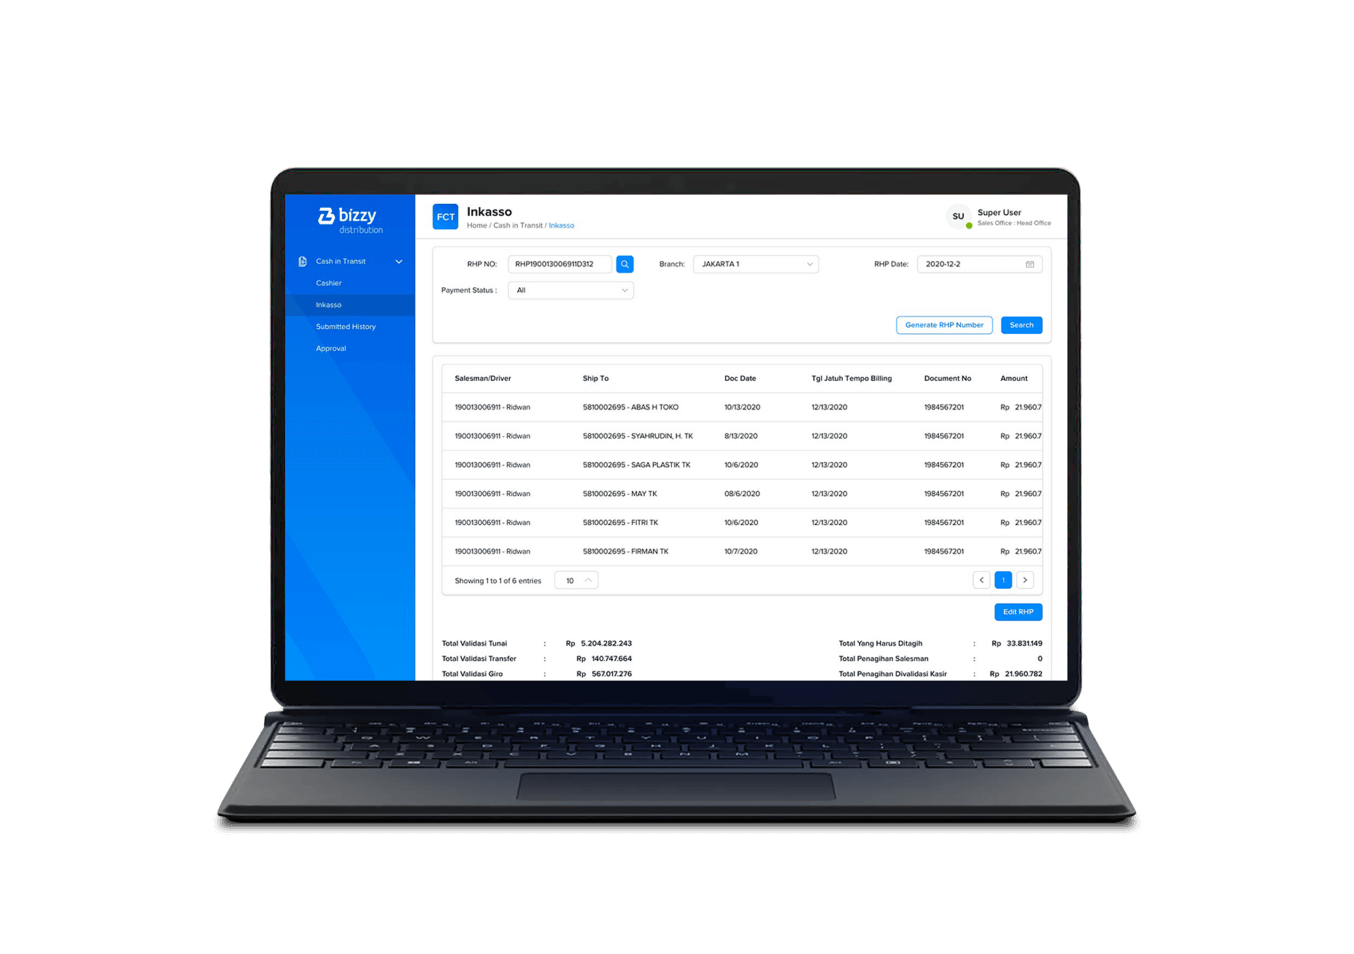 bizzy
distribution
Cash in Transit
Cashier
Inkasso
Submitted History
Approval
FCT
Inkasso
Home / Cash in Transit / Inkasso
SU
Super User
Sales Office : Head Office
RHP NO: RHP190013006911D312
Branch: JAKARTA 1
RHP Date: 2020-12-2
Payment Status : All
Generate RHP Number
Search
Salesman/Driver Ship To Doc Date Tgl Jatuh Tempo Billing Document No Amount
190013006911 - Ridwan 5810002695 - ABAS H TOKO 10/13/2020 12/13/2020 1984567201 Rp 21.960.7
190013006911 - Ridwan 5810002695 - SYAHRUDIN, H. TK 8/13/2020 12/13/2020 1984567201 Rp 21.960.7
190013006911 - Ridwan 5810002695 - SAGA PLASTIK TK 10/6/2020 12/13/2020 1984567201 Rp 21.960.7
190013006911 - Ridwan 5810002695 - MAY TK 08/6/2020 12/13/2020 1984567201 Rp 21.960.7
190013006911 - Ridwan 5810002695 - FITRI TK 10/6/2020 12/13/2020 1984567201 Rp 21.960.7
190013006911 - Ridwan 5810002695 - FIRMAN TK 10/7/2020 12/13/2020 1984567201 Rp 21.960.7
Showing 1 to 1 of 6 entries 10 < 1 >
Edit RHP
Total Validasi Tunai : Rp 5.204.282.243
Total Validasi Transfer : Rp 140.747.664
Total Validasi Giro : Rp 567.017.276
Total Yang Harus Ditagih : Rp 33.831.149
Total Penagihan Salesman : 0
Total Penagihan Divalidasi Kasir : Rp 21.960.782